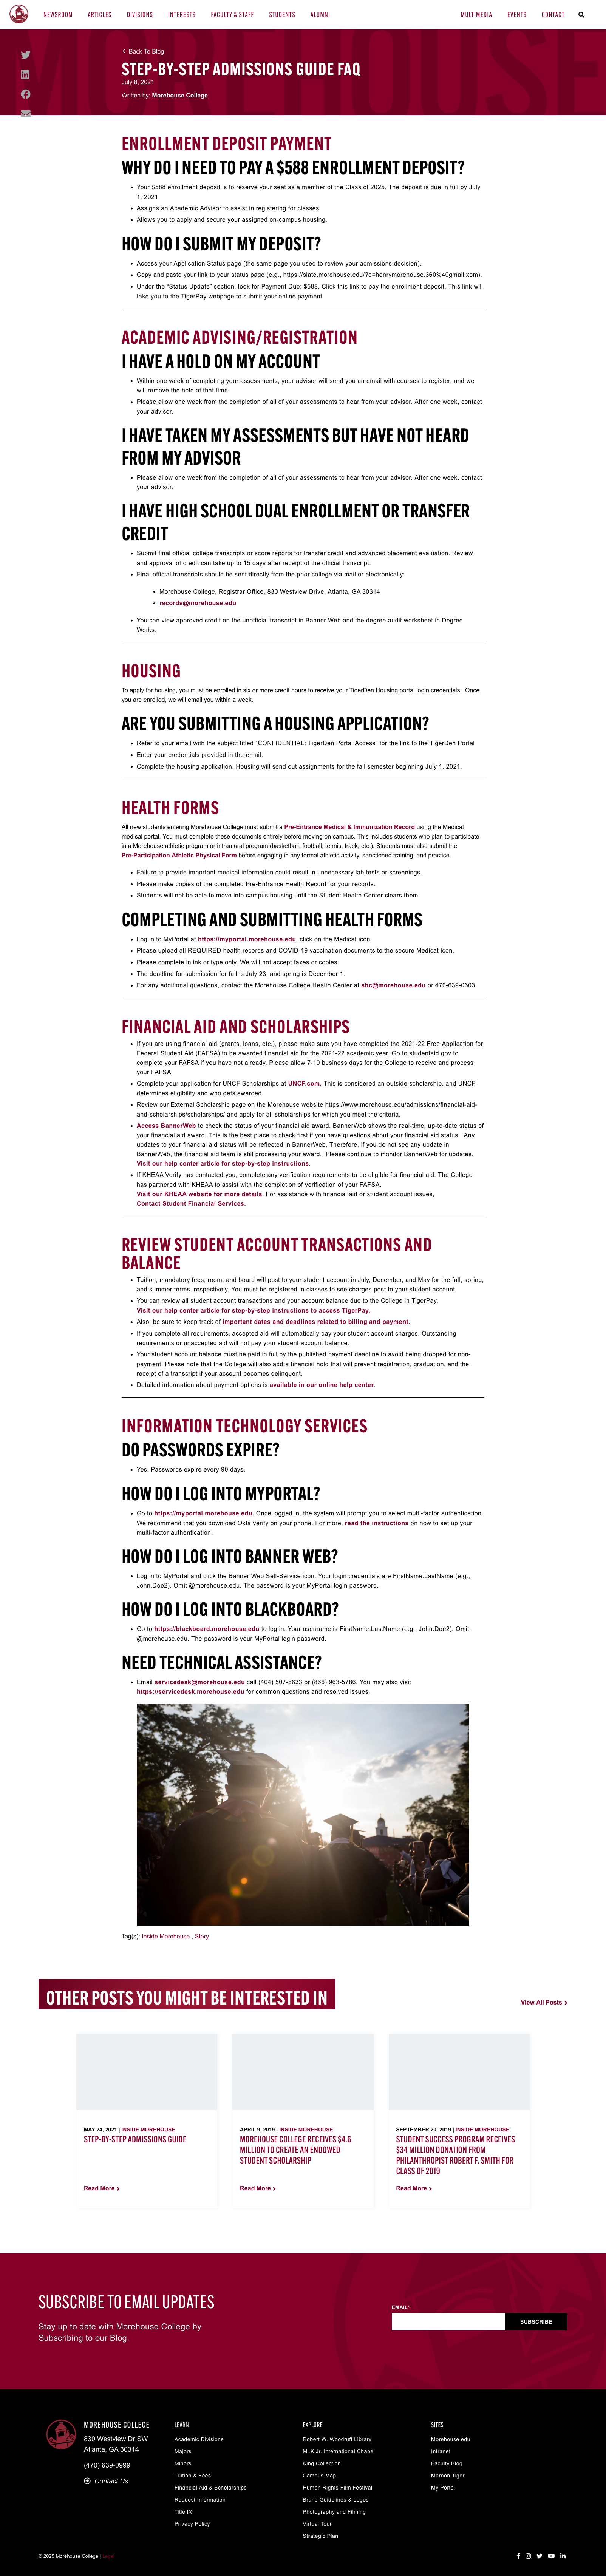 NEWSROOM ARTICLES DIVISIONS INTERESTS FACULTY & STAFF STUDENTS ALUMNI MULTIMEDIA EVENTS CONTACT
Back To Blog
STEP-BY-STEP ADMISSIONS GUIDE FAQ
July 8, 2021
Written by: Morehouse College
ENROLLMENT DEPOSIT PAYMENT
WHY DO I NEED TO PAY A $588 ENROLLMENT DEPOSIT?
• Your $588 enrollment deposit is to reserve your seat as a member of the Class of 2025. The deposit is due in full by July
1, 2021.
• Assigns an Academic Advisor to assist in registering for classes.
• Allows you to apply and secure your assigned on-campus housing.
HOW DO I SUBMIT MY DEPOSIT?
• Access your Application Status page (the same page you used to review your admissions decision).
• Copy and paste your link to your status page (e.g., https://slate.morehouse.edu/?e=henrymorehouse.360%40gmail.xom).
• Under the “Status Update” section, look for Payment Due: $588. Click this link to pay the enrollment deposit. This link will
take you to the TigerPay webpage to submit your online payment.
ACADEMIC ADVISING/REGISTRATION
I HAVE A HOLD ON MY ACCOUNT
• Within one week of completing your assessments, your advisor will send you an email with courses to register, and we
will remove the hold at that time.
• Please allow one week from the completion of all of your assessments to hear from your advisor. After one week, contact
your advisor.
I HAVE TAKEN MY ASSESSMENTS BUT HAVE NOT HEARD
FROM MY ADVISOR
• Please allow one week from the completion of all of your assessments to hear from your advisor. After one week, contact
your advisor.
I HAVE HIGH SCHOOL DUAL ENROLLMENT OR TRANSFER
CREDIT
• Submit final official college transcripts or score reports for transfer credit and advanced placement evaluation. Review
and approval of credit can take up to 15 days after receipt of the official transcript.
• Final official transcripts should be sent directly from the prior college via mail or electronically:
• Morehouse College, Registrar Office, 830 Westview Drive, Atlanta, GA 30314
• records@morehouse.edu
• You can view approved credit on the unofficial transcript in Banner Web and the degree audit worksheet in Degree
Works.
HOUSING
To apply for housing, you must be enrolled in six or more credit hours to receive your TigerDen Housing portal login credentials. Once
you are enrolled, we will email you within a week.
ARE YOU SUBMITTING A HOUSING APPLICATION?
• Refer to your email with the subject titled “CONFIDENTIAL: TigerDen Portal Access” for the link to the TigerDen Portal
• Enter your credentials provided in the email.
• Complete the housing application. Housing will send out assignments for the fall semester beginning July 1, 2021.
HEALTH FORMS
All new students entering Morehouse College must submit a Pre-Entrance Medical & Immunization Record using the Medicat
medical portal. You must complete these documents entirely before moving on campus. This includes students who plan to participate
in a Morehouse athletic program or intramural program (basketball, football, tennis, track, etc.). Students must also submit the
Pre-Participation Athletic Physical Form before engaging in any formal athletic activity, sanctioned training, and practice.
• Failure to provide important medical information could result in unnecessary lab tests or screenings.
• Please make copies of the completed Pre-Entrance Health Record for your records.
• Students will not be able to move into campus housing until the Student Health Center clears them.
COMPLETING AND SUBMITTING HEALTH FORMS
• Log in to MyPortal at https://myportal.morehouse.edu, click on the Medicat icon.
• Please upload all REQUIRED health records and COVID-19 vaccination documents to the secure Medicat icon.
• Please complete in ink or type only. We will not accept faxes or copies.
• The deadline for submission for fall is July 23, and spring is December 1.
• For any additional questions, contact the Morehouse College Health Center at shc@morehouse.edu or 470-639-0603.
FINANCIAL AID AND SCHOLARSHIPS
• If you are using financial aid (grants, loans, etc.), please make sure you have completed the 2021-22 Free Application for
Federal Student Aid (FAFSA) to be awarded financial aid for the 2021-22 academic year. Go to studentaid.gov to
complete your FAFSA if you have not already. Please allow 7-10 business days for the College to receive and process
your FAFSA.
• Complete your application for UNCF Scholarships at UNCF.com. This is considered an outside scholarship, and UNCF
determines eligibility and who gets awarded.
• Review our External Scholarship page on the Morehouse website https://www.morehouse.edu/admissions/financial-aid-
and-scholarships/scholarships/ and apply for all scholarships for which you meet the criteria.
• Access BannerWeb to check the status of your financial aid award. BannerWeb shows the real-time, up-to-date status of
your financial aid award. This is the best place to check first if you have questions about your financial aid status. Any
updates to your financial aid status will be reflected in BannerWeb. Therefore, if you do not see any update in
BannerWeb, the financial aid team is still processing your award. Please continue to monitor BannerWeb for updates.
Visit our help center article for step-by-step instructions.
• If KHEAA Verify has contacted you, complete any verification requirements to be eligible for financial aid. The College
has partnered with KHEAA to assist with the completion of verification of your FAFSA.
Visit our KHEAA website for more details. For assistance with financial aid or student account issues,
Contact Student Financial Services.
REVIEW STUDENT ACCOUNT TRANSACTIONS AND
BALANCE
• Tuition, mandatory fees, room, and board will post to your student account in July, December, and May for the fall, spring,
and summer terms, respectively. You must be registered in classes to see charges post to your student account.
• You can review all student account transactions and your account balance due to the College in TigerPay.
Visit our help center article for step-by-step instructions to access TigerPay.
• Also, be sure to keep track of important dates and deadlines related to billing and payment.
• If you complete all requirements, accepted aid will automatically pay your student account charges. Outstanding
requirements or unaccepted aid will not pay your student account balance.
• Your student account balance must be paid in full by the published payment deadline to avoid being dropped for non-
payment. Please note that the College will also add a financial hold that will prevent registration, graduation, and the
receipt of a transcript if your account becomes delinquent.
• Detailed information about payment options is available in our online help center.
INFORMATION TECHNOLOGY SERVICES
DO PASSWORDS EXPIRE?
• Yes. Passwords expire every 90 days.
HOW DO I LOG INTO MYPORTAL?
• Go to https://myportal.morehouse.edu. Once logged in, the system will prompt you to select multi-factor authentication.
We recommend that you download Okta verify on your phone. For more, read the instructions on how to set up your
multi-factor authentication.
HOW DO I LOG INTO BANNER WEB?
• Log in to MyPortal and click the Banner Web Self-Service icon. Your login credentials are FirstName.LastName (e.g.,
John.Doe2). Omit @morehouse.edu. The password is your MyPortal login password.
HOW DO I LOG INTO BLACKBOARD?
• Go to https://blackboard.morehouse.edu to log in. Your username is FirstName.LastName (e.g., John.Doe2). Omit
@morehouse.edu. The password is your MyPortal login password.
NEED TECHNICAL ASSISTANCE?
• Email servicedesk@morehouse.edu call (404) 507-8633 or (866) 963-5786. You may also visit
https://servicedesk.morehouse.edu for common questions and resolved issues.
Tag(s): Inside Morehouse , Story
OTHER POSTS YOU MIGHT BE INTERESTED IN
View All Posts
MAY 24, 2021 | INSIDE MOREHOUSE
STEP-BY-STEP ADMISSIONS GUIDE
Read More
APRIL 9, 2019 | INSIDE MOREHOUSE
MOREHOUSE COLLEGE RECEIVES $4.6
MILLION TO CREATE AN ENDOWED
STUDENT SCHOLARSHIP
Read More
SEPTEMBER 20, 2019 | INSIDE MOREHOUSE
STUDENT SUCCESS PROGRAM RECEIVES
$34 MILLION DONATION FROM
PHILANTHROPIST ROBERT F. SMITH FOR
CLASS OF 2019
Read More
SUBSCRIBE TO EMAIL UPDATES
Stay up to date with Morehouse College by
Subscribing to our Blog.
EMAIL*
SUBSCRIBE
MOREHOUSE COLLEGE
830 Westview Dr SW
Atlanta, GA 30314
(470) 639-0999
Contact Us
LEARN
Academic Divisions
Majors
Minors
Tuition & Fees
Financial Aid & Scholarships
Request Information
Title IX
Privacy Policy
EXPLORE
Robert W. Woodruff Library
MLK Jr. International Chapel
King Collection
Campus Map
Human Rights Film Festival
Brand Guidelines & Logos
Photography and Filming
Virtual Tour
Strategic Plan
SITES
Morehouse.edu
Intranet
Faculty Blog
Maroon Tiger
My Portal
© 2025 Morehouse College | Legal